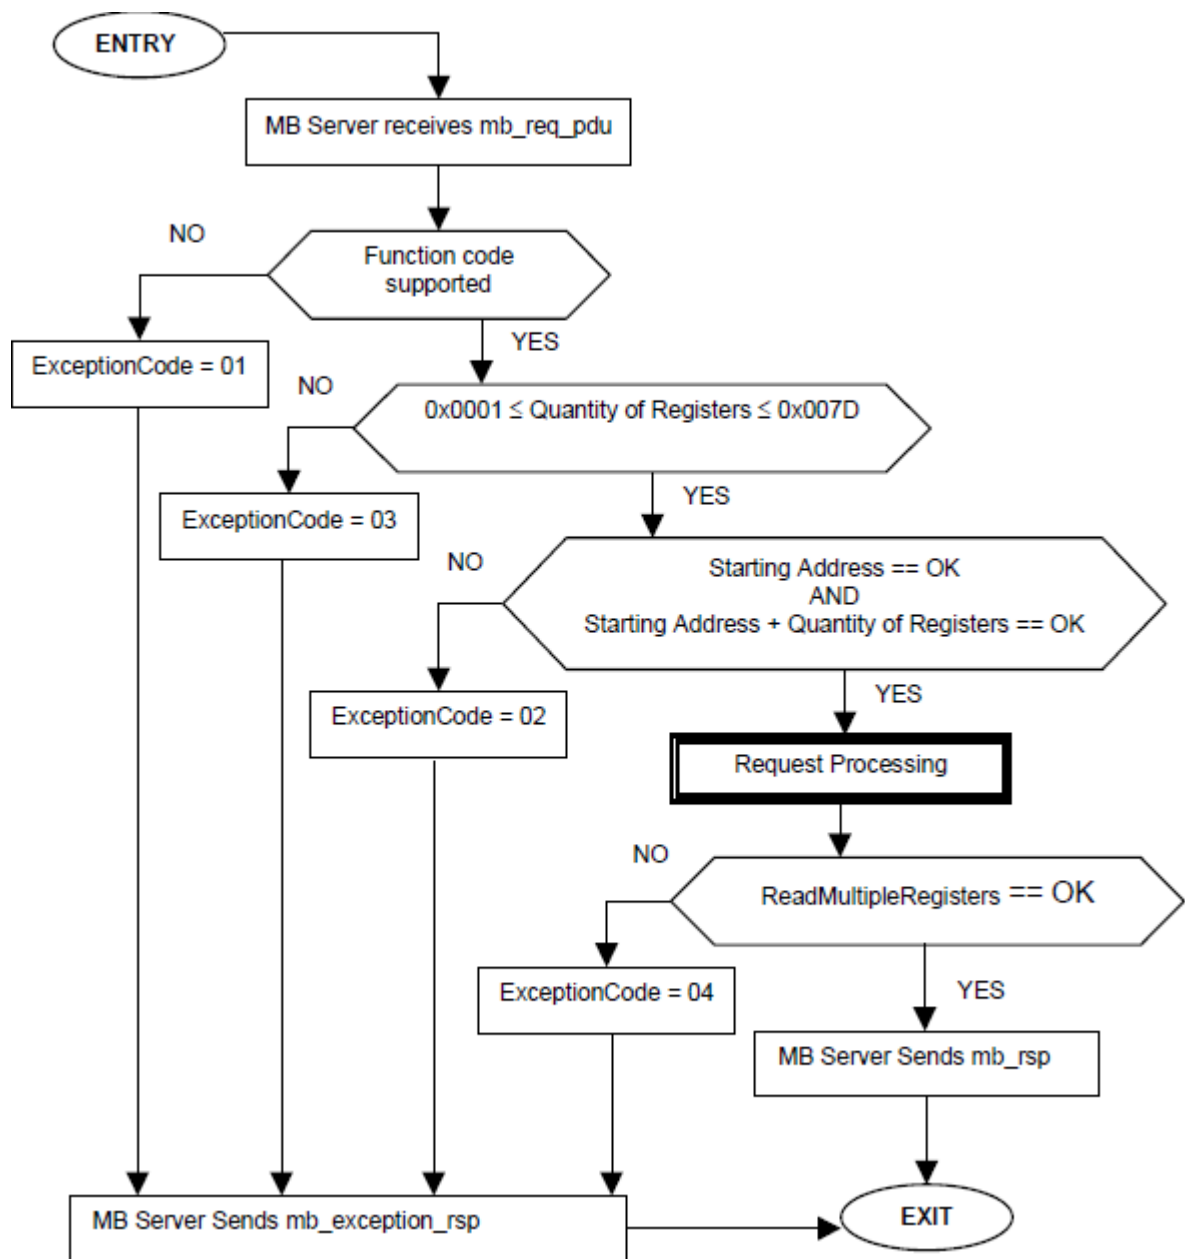 ENTRY
MB Server receives mb_req_pdu
NO
Function code
supported
YES
ExceptionCode = 01
NO
0x0001 ≤ Quantity of Registers ≤ 0x007D
YES
ExceptionCode = 03
NO
Starting Address == OK
AND
Starting Address + Quantity of Registers == OK
YES
ExceptionCode = 02
Request Processing
NO
ReadMultipleRegisters == OK
YES
ExceptionCode = 04
MB Server Sends mb_rsp
MB Server Sends mb_exception_rsp
EXIT